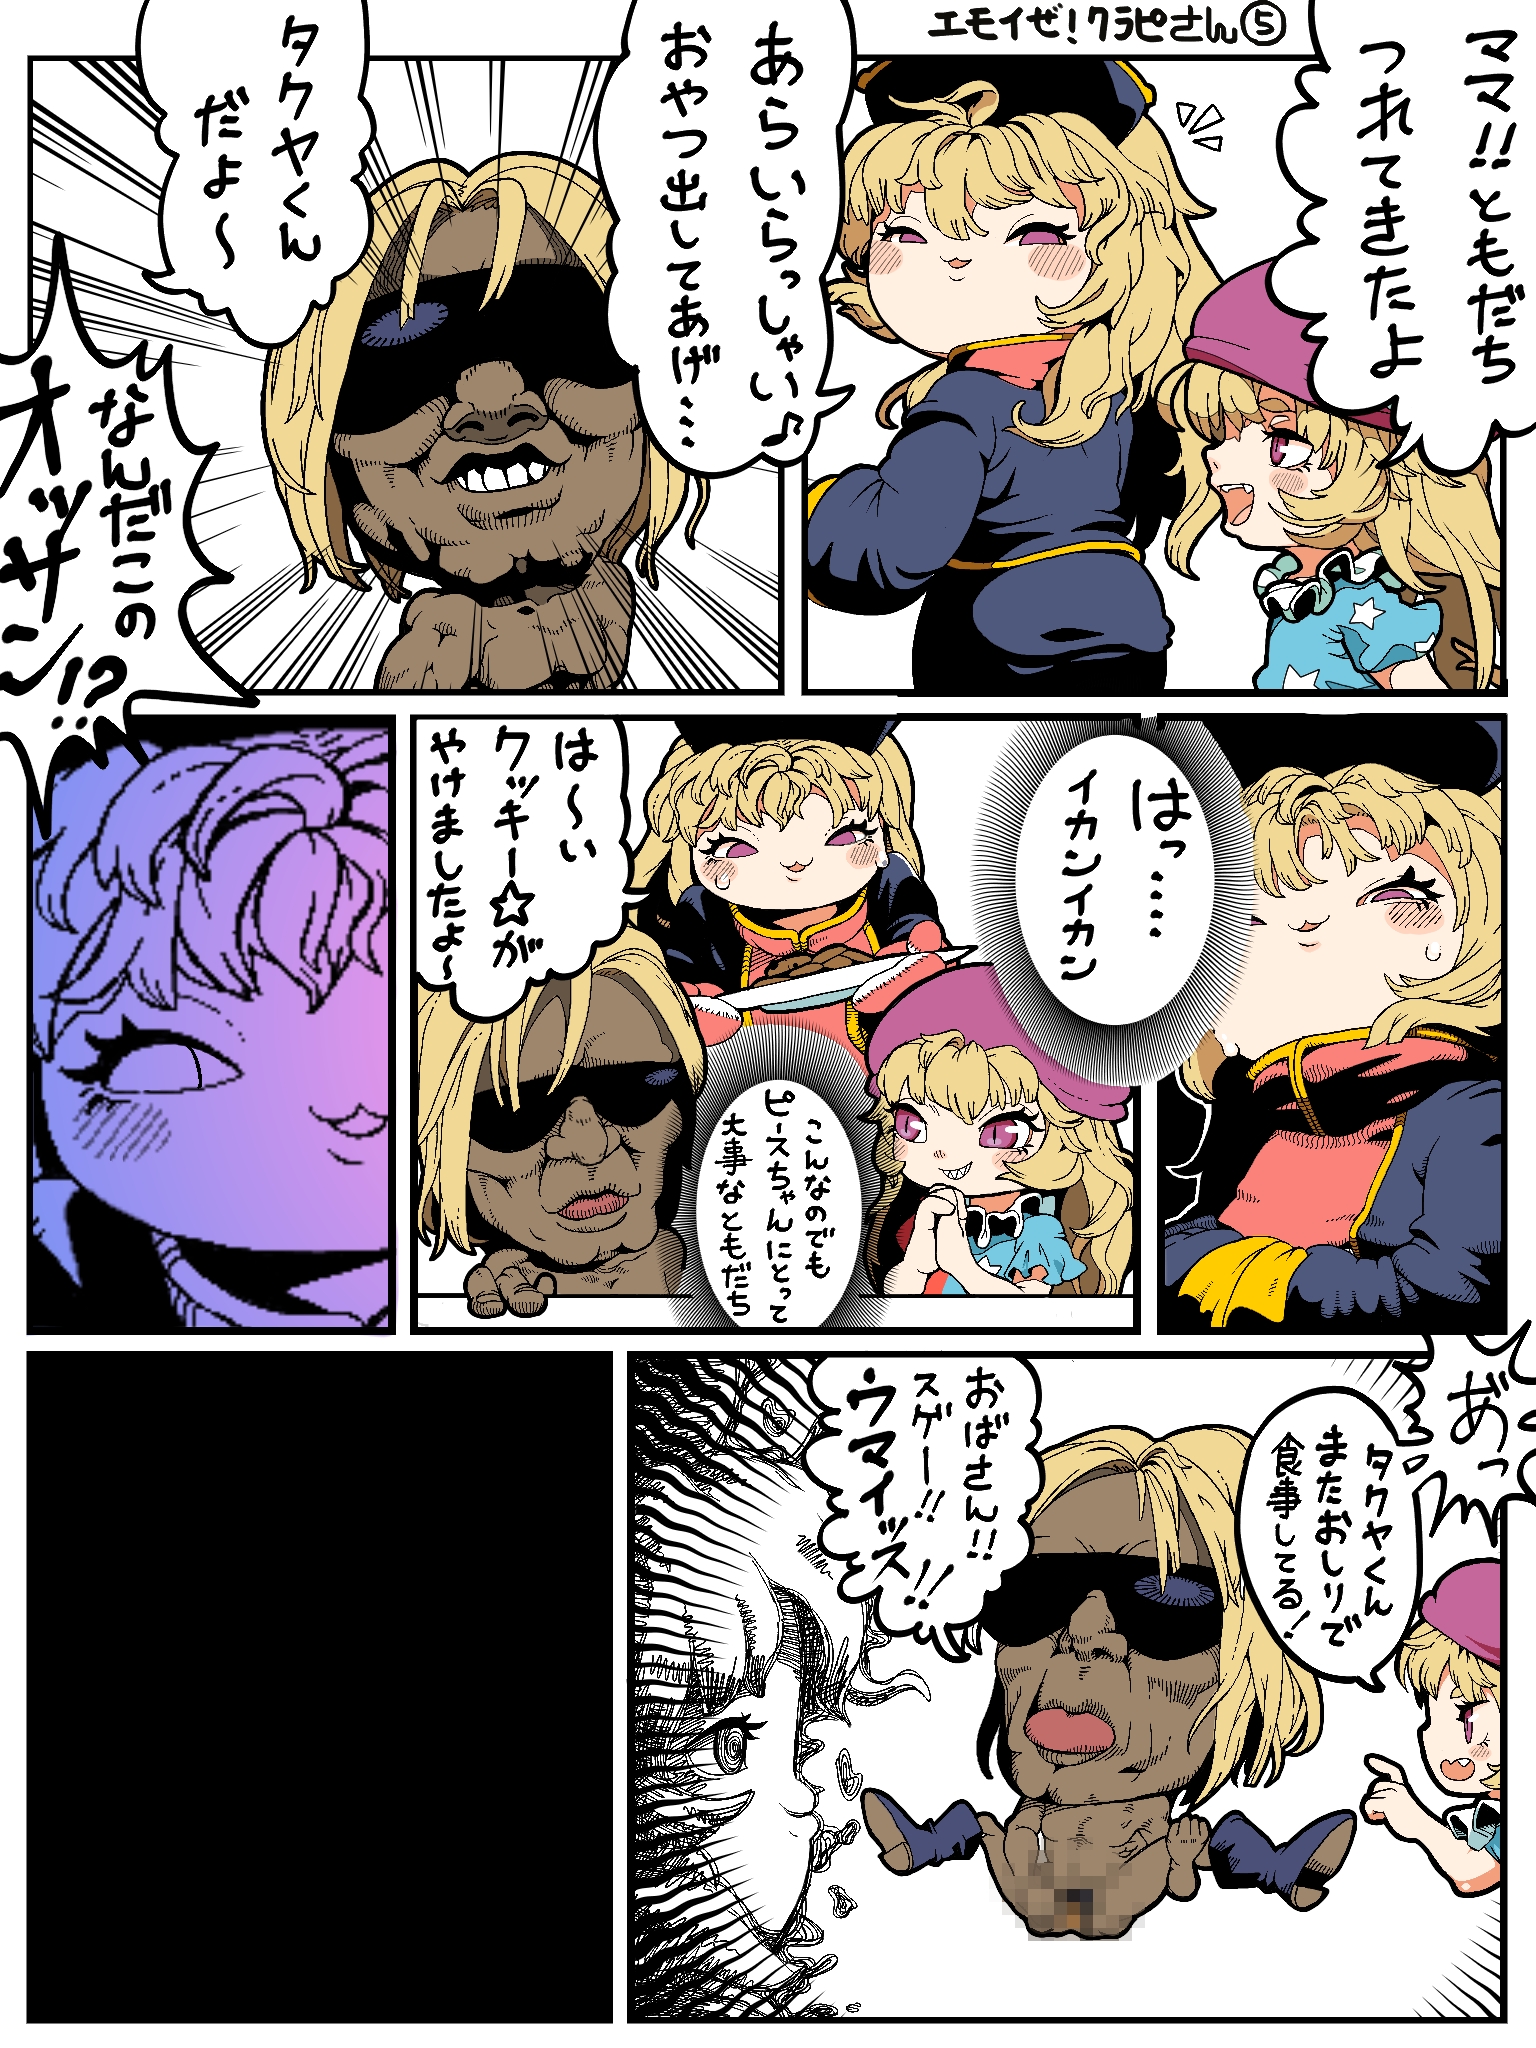 エモイぜ!クラピさん⑤
ママ!!ともだち
つれてきたよ
あらいらっしゃい♪
おやつ出してあげ…
タクヤくん
だよ〜
なんだこの
オッサン!?
はっ……
イカンイカン
は〜い
クッキー☆が
やけましたよ〜
こんなのでも
ピースちゃんにとって
大事なともだち
あ゛っ
タクヤくん
またおしりで
食事してる!
おばさん!!
スゲー!!
ウマイッス!!